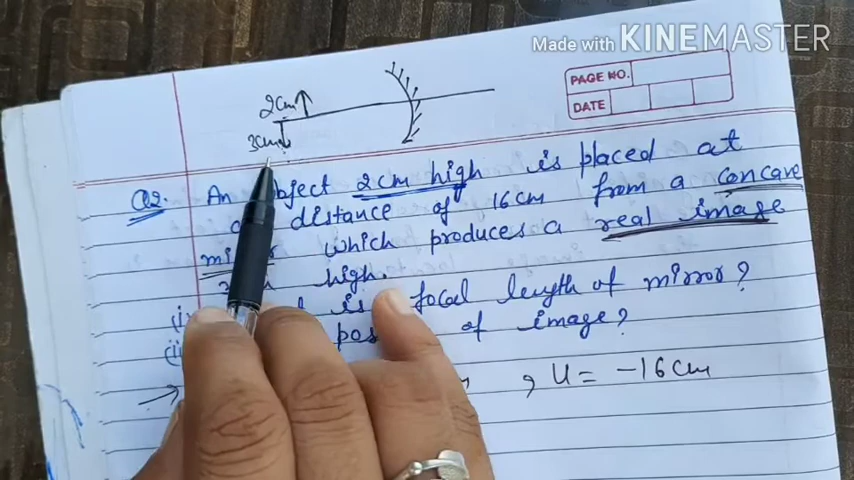 Made with KINEMASTER
PAGE NO.
DATE
2cm
3cm
Q2. An object 2cm high is placed at
distance of 16cm from a concave
which produces a real image
high.
is focal length of mirror?
of image?
, U = -16cm